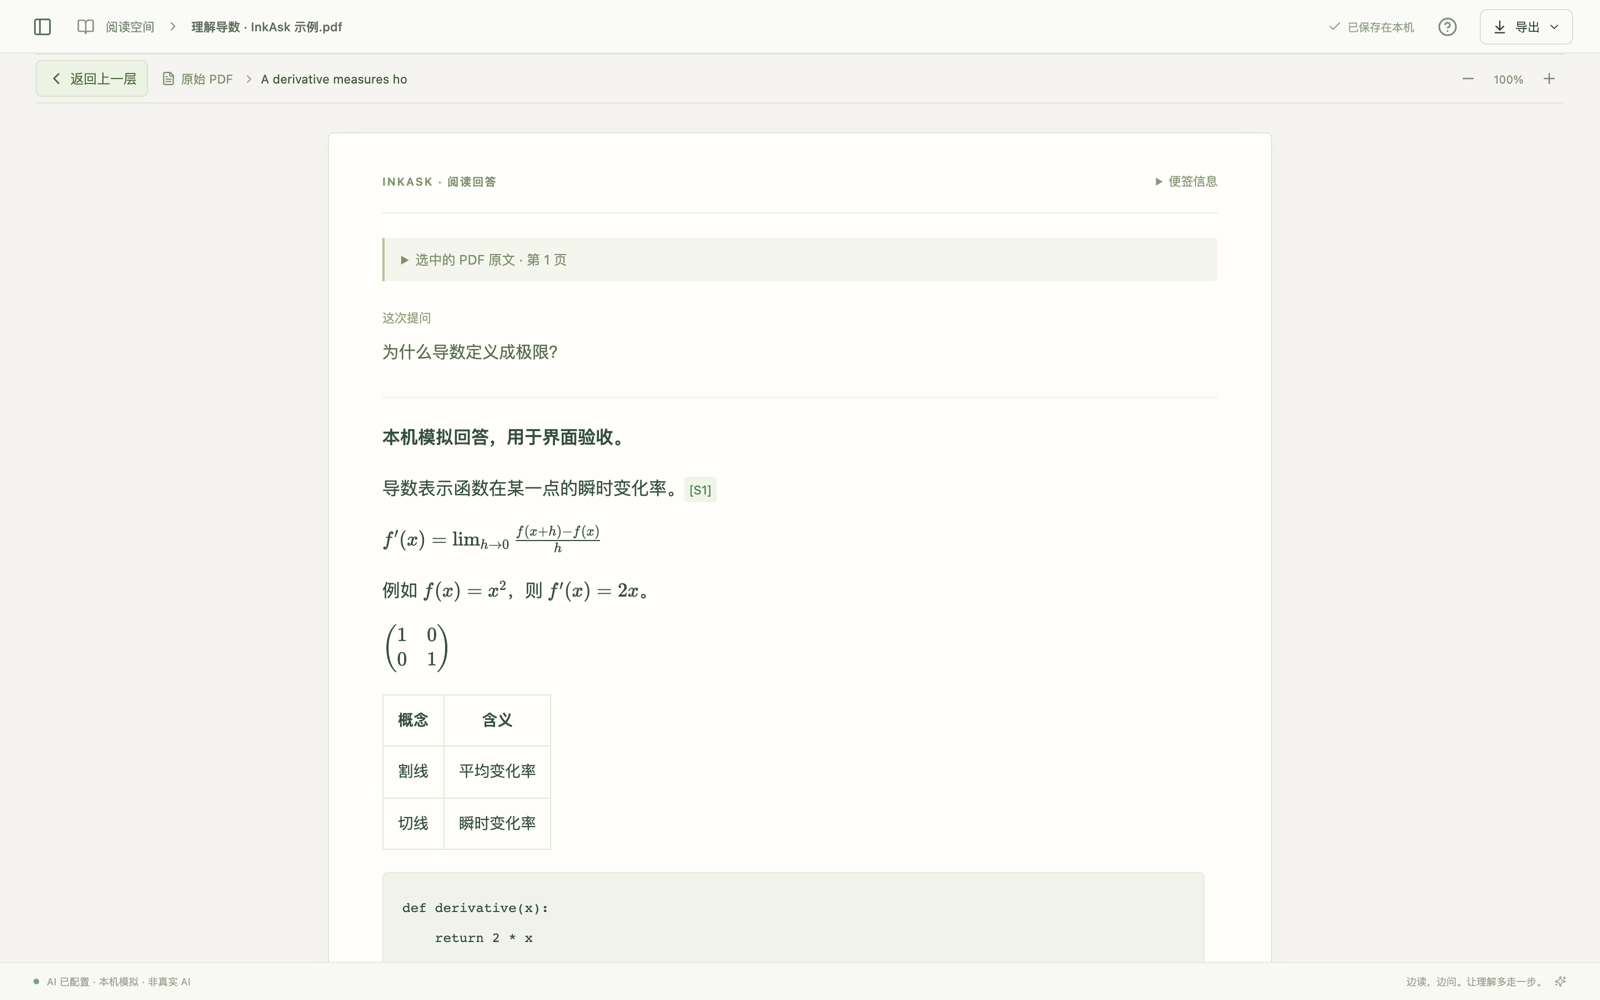 阅读空间 > 理解导数 · InkAsk 示例.pdf 已保存在本机 导出
返回上一层 原始 PDF > A derivative measures ho 100%
INKASK · 阅读回答 便签信息
选中的 PDF 原文 · 第 1 页
这次提问
为什么导数定义成极限?
本机模拟回答，用于界面验收。
导数表示函数在某一点的瞬时变化率。[S1]
f′(x) = lim_{h→0} \frac{f(x+h)−f(x)}{h}
例如 f(x) = x²，则 f′(x) = 2x。
1 0
0 1
概念 含义
割线 平均变化率
切线 瞬时变化率
def derivative(x):
    return 2 * x
AI 已配置 · 本机模拟 · 非真实 AI 边读，边问。让理解多走一步。